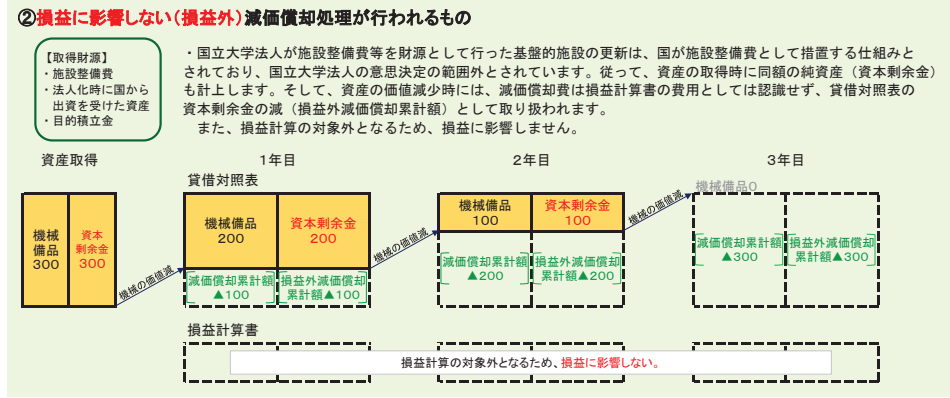 ②損益に影響しない(損益外)減価償却処理が行われるもの
【取得財源】
・施設整備費
・法人化時に国から
出資を受けた資産
・目的積立金
・国立大学法人が施設整備費等を財源として行った基盤的施設の更新は、国が施設整備費として措置する仕組みと
されており、国立大学法人の意思決定の範囲外とされています。従って、資産の取得時に同額の純資産（資本剰余金）
も計上します。そして、資産の価値減少時には、減価償却費は損益計算書の費用としては認識せず、貸借対照表の
資本剰余金の減（損益外減価償却累計額）として取り扱われます。
また、損益計算の対象外となるため、損益に影響しません。
資産取得
1年目
2年目
3年目
貸借対照表
機械
備品
300
資本
剰余金
300
機械の価値減
機械備品
200
資本剰余金
200
減価償却累計額
▲100
損益外減価償却
累計額▲100
機械の価値減
機械備品
100
資本剰余金
100
減価償却累計額
▲200
損益外減価償却
累計額▲200
機械の価値減
機械備品0
減価償却累計額
▲300
損益外減価償却
累計額▲300
損益計算書
損益計算の対象外となるため、損益に影響しない。